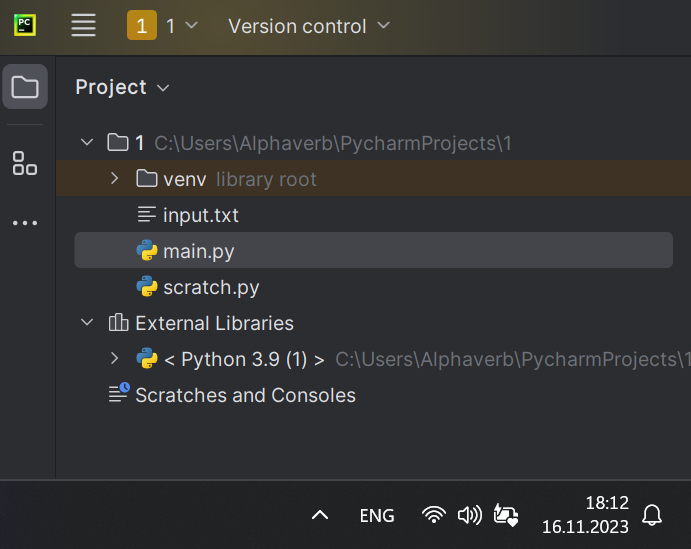 PC 1 1 Version control
Project
1 C:\Users\Alphaverb\PycharmProjects\1
venv library root
input.txt
main.py
scratch.py
External Libraries
< Python 3.9 (1) > C:\Users\Alphaverb\PycharmProjects\1
Scratches and Consoles
ENG
18:12
16.11.2023